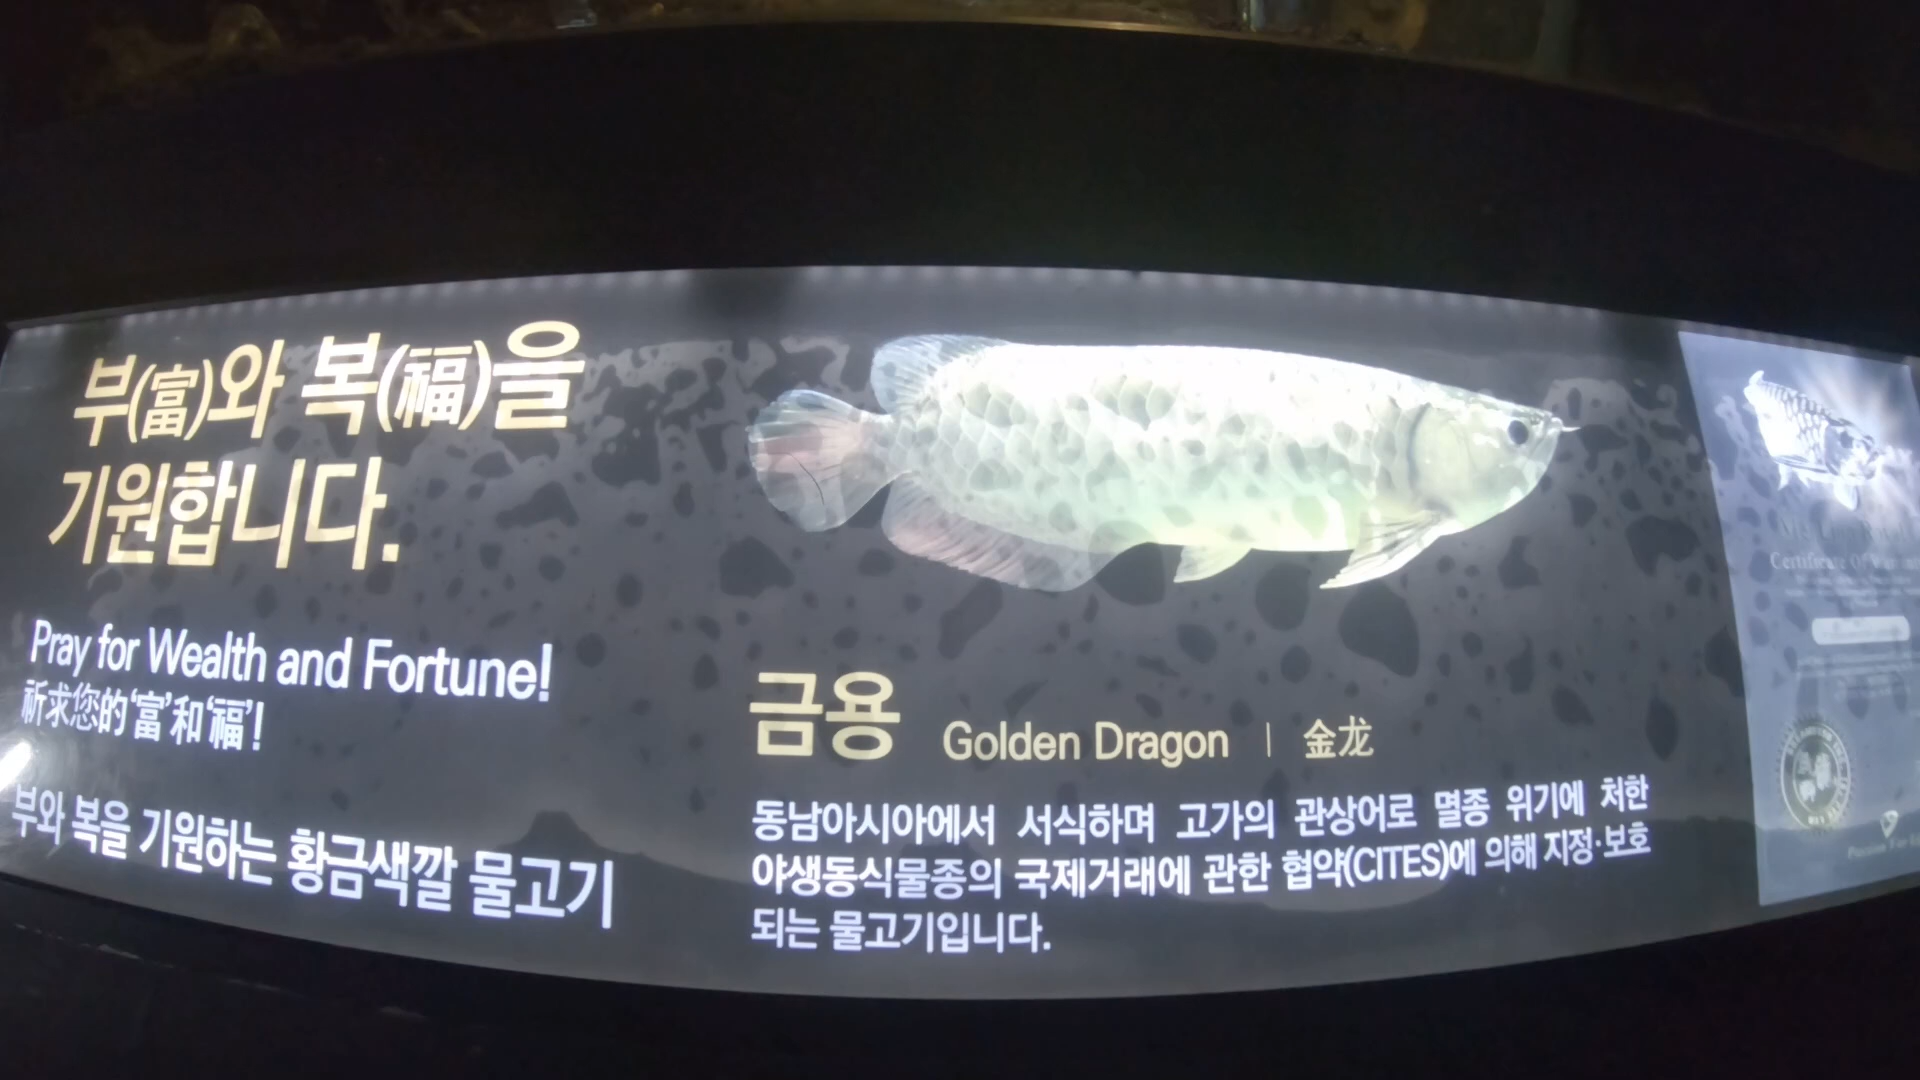 부(富)와 복(福)을
기원합니다.
Pray for Wealth and Fortune!
祈求您的‘富’和‘福’!
부와 복을 기원하는 황금색깔 물고기
금용 Golden Dragon | 金龙
동남아시아에서 서식하며 고가의 관상어로 멸종 위기에 처한
야생동식물종의 국제거래에 관한 협약(CITES)에 의해 지정·보호
되는 물고기입니다.
Certificate Of